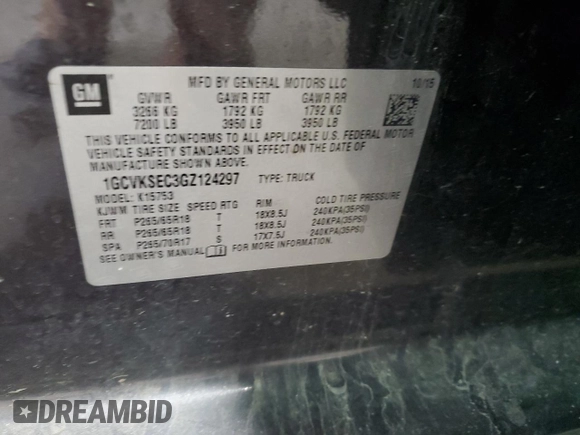 GM
MFD BY GENERAL MOTORS LLC 10/15
GVWR GAWR FRT GAWR RR
3266 KG 1792 KG 1792 KG
7200 LB 3950 LB 3950 LB
THIS VEHICLE CONFORMS TO ALL APPLICABLE U.S. FEDERAL MOTOR
VEHICLE SAFETY STANDARDS IN EFFECT ON THE DATE OF
MANUFACTURE SHOWN ABOVE.
1GCVKSEC3GZ124297 TYPE: TRUCK
MODEL: K15753
KJWM TIRE SIZE SPEED RTG RIM COLD TIRE PRESSURE
FRT P265/65R18 T 18X8.5J 240KPA(35PSI)
RR P265/65R18 T 18X8.5J 240KPA(35PSI)
SPA P265/70R17 S 17X7.5J 240KPA(35PSI)
SEE OWNER'S MANUAL FOR MORE INFORMATION.
DREAMBID